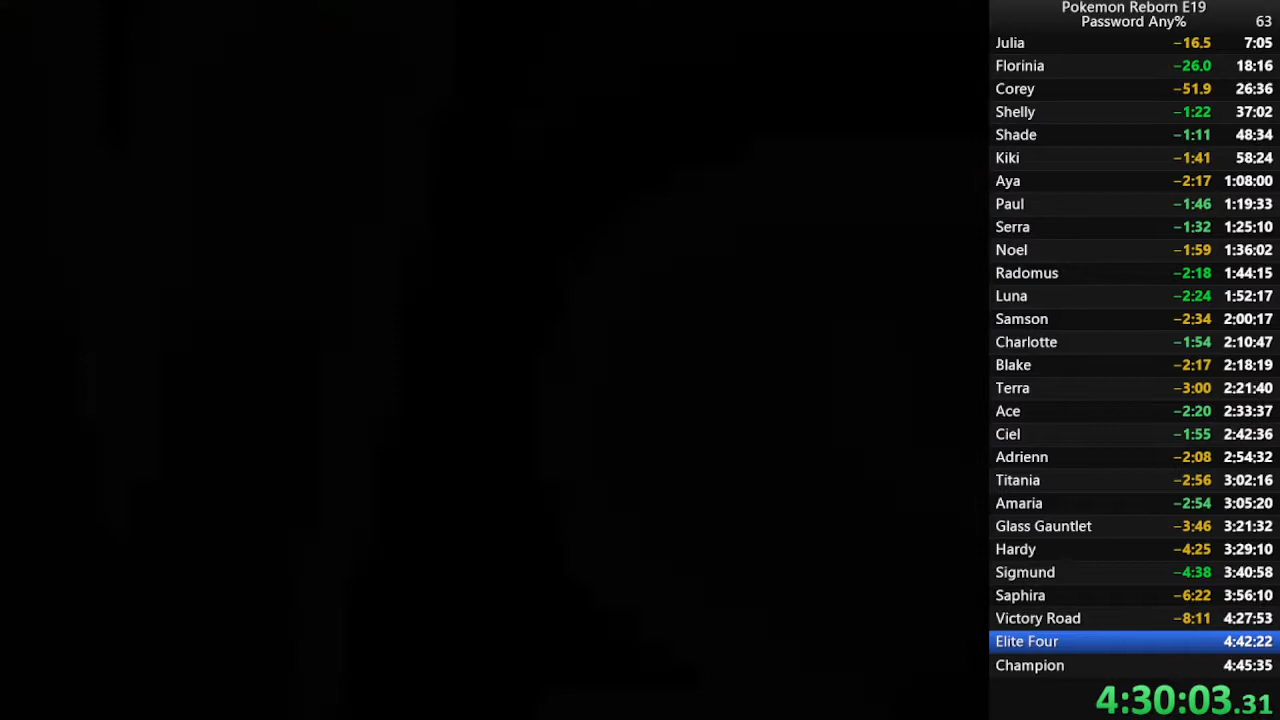 Pokemon Reborn E19
Password Any% 63
Julia −16.5 7:05
Florinia −26.0 18:16
Corey −51.9 26:36
Shelly −1:22 37:02
Shade −1:11 48:34
Kiki −1:41 58:24
Aya −2:17 1:08:00
Paul −1:46 1:19:33
Serra −1:32 1:25:10
Noel −1:59 1:36:02
Radomus −2:18 1:44:15
Luna −2:24 1:52:17
Samson −2:34 2:00:17
Charlotte −1:54 2:10:47
Blake −2:17 2:18:19
Terra −3:00 2:21:40
Ace −2:20 2:33:37
Ciel −1:55 2:42:36
Adrienn −2:08 2:54:32
Titania −2:56 3:02:16
Amaria −2:54 3:05:20
Glass Gauntlet −3:46 3:21:32
Hardy −4:25 3:29:10
Sigmund −4:38 3:40:58
Saphira −6:22 3:56:10
Victory Road −8:11 4:27:53
Elite Four 4:42:22
Champion 4:45:35
4:30:03.31